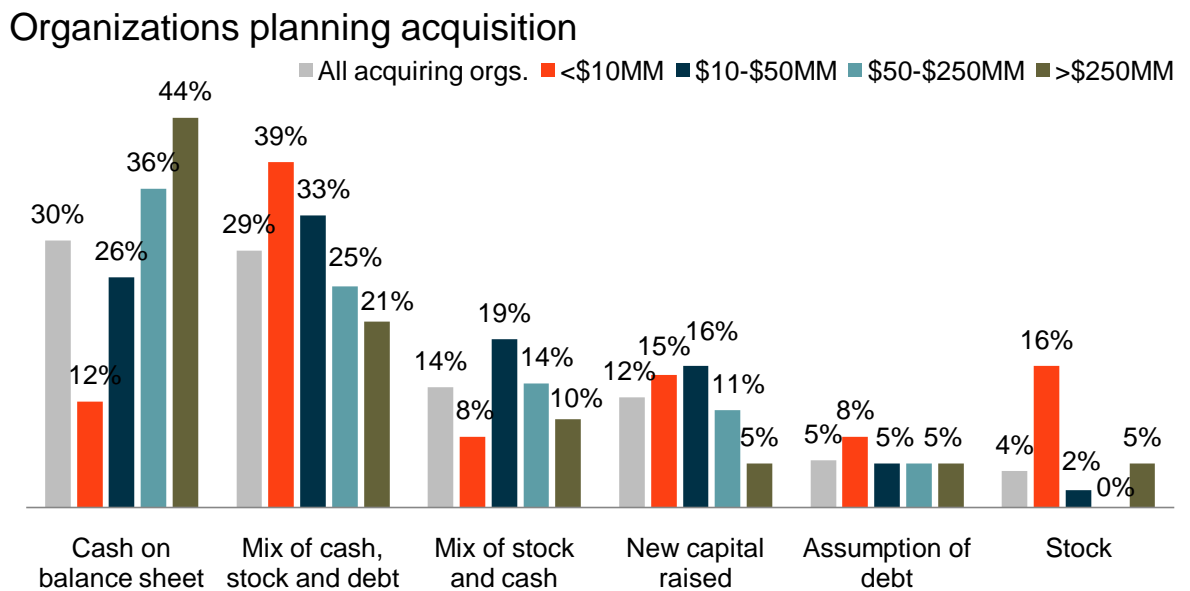 Organizations planning acquisition
All acquiring orgs. <$10MM $10-$50MM $50-$250MM >$250MM
30% 12% 26% 36% 44%
29% 39% 33% 25% 21%
14% 8% 19% 14% 10%
12% 15% 16% 11% 5%
5% 8% 5% 5% 5%
4% 16% 2% 0% 5%
Cash on
balance sheet
Mix of cash,
stock and debt
Mix of stock
and cash
New capital
raised
Assumption of
debt
Stock